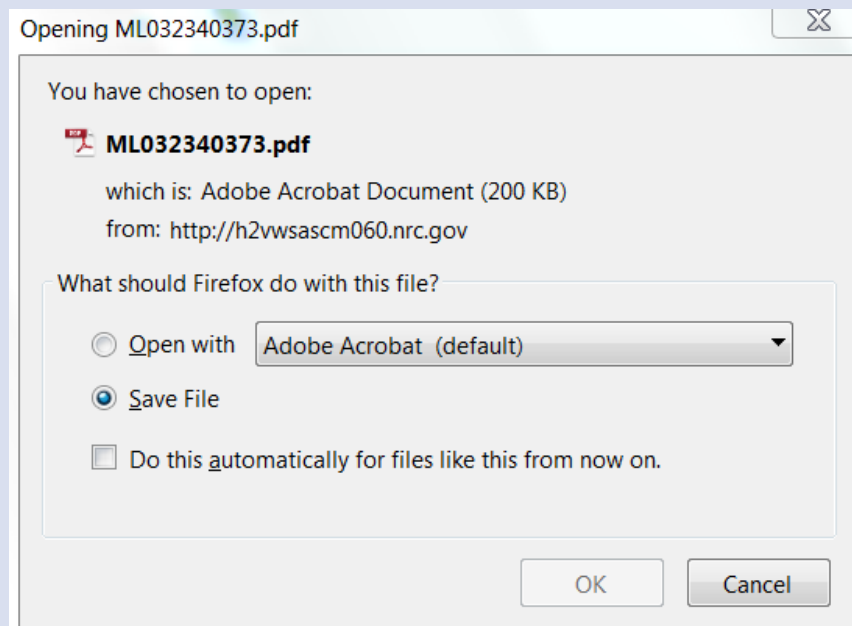 Opening ML032340373.pdf
You have chosen to open:
ML032340373.pdf
which is: Adobe Acrobat Document (200 KB)
from: http://h2vwsascm060.nrc.gov
What should Firefox do with this file?
Open with Adobe Acrobat (default)
Save File
Do this automatically for files like this from now on.
OK Cancel